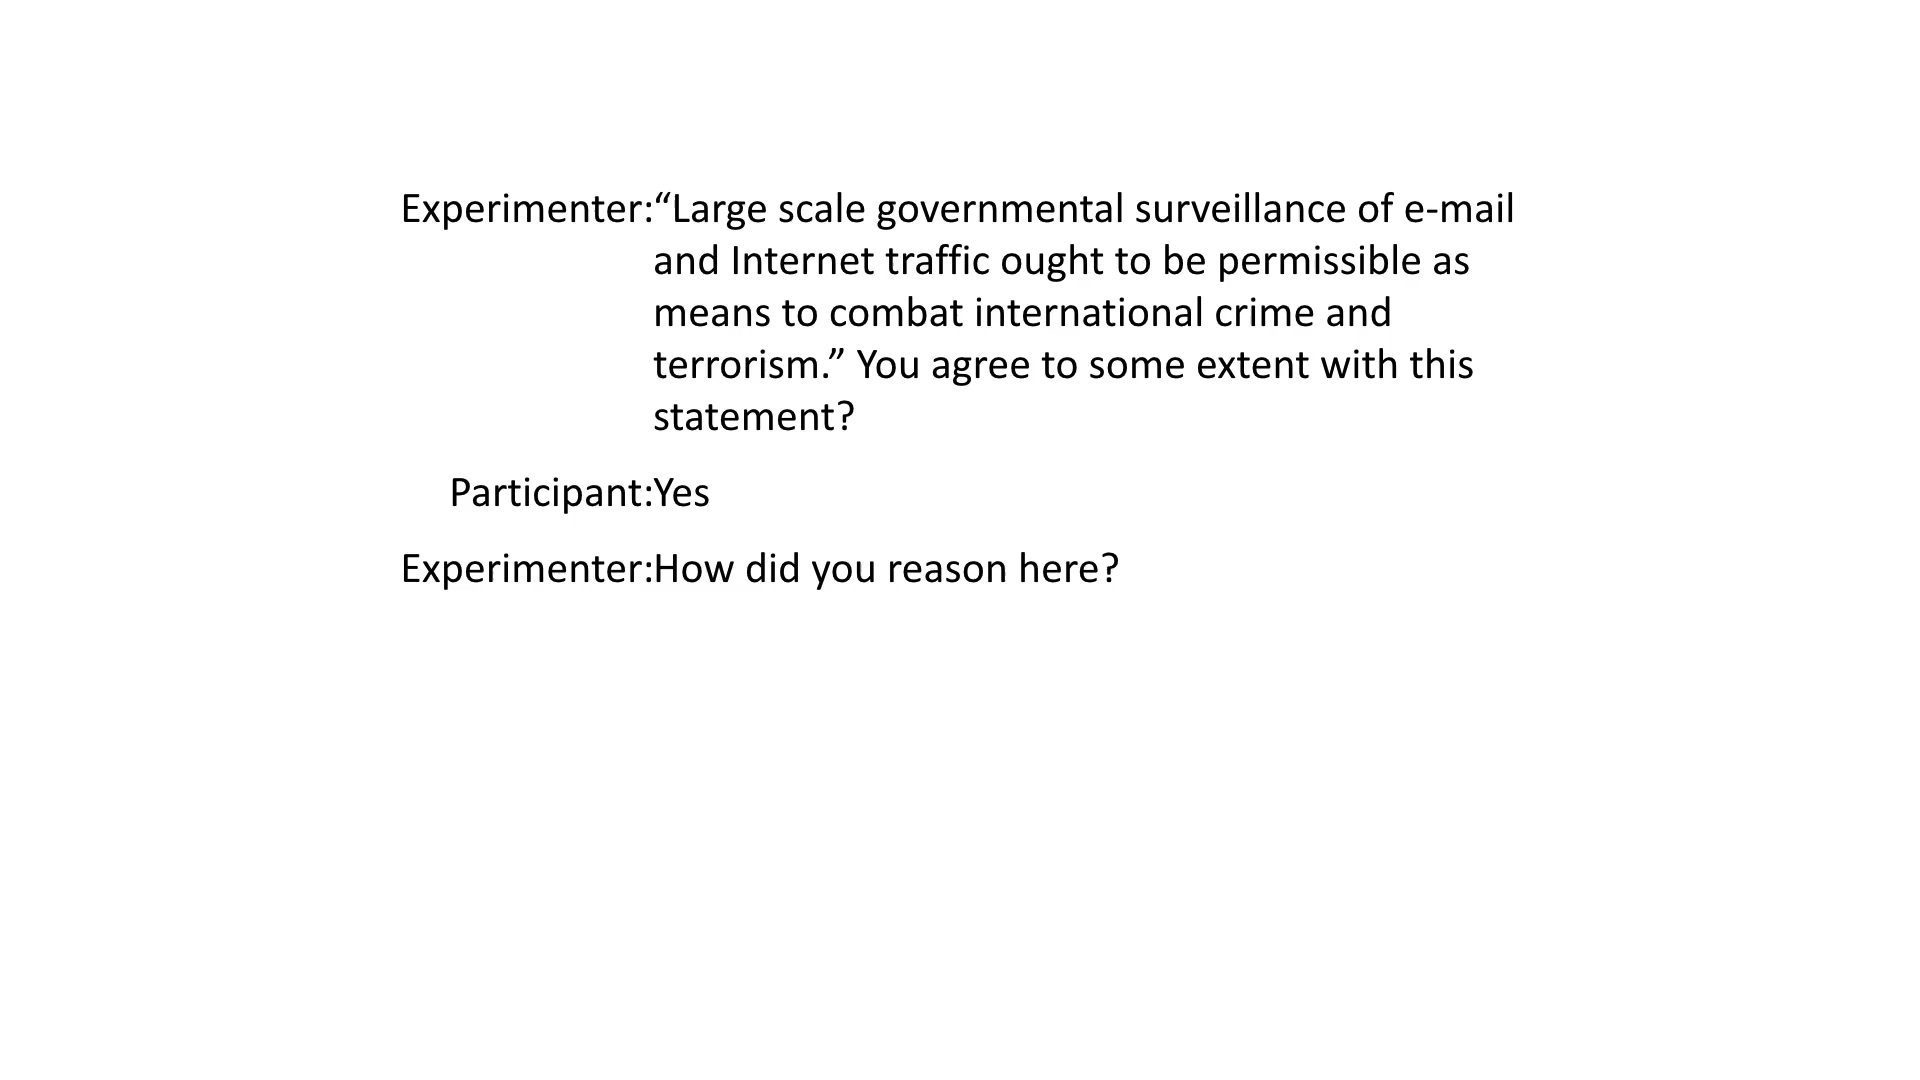 Experimenter:“Large scale governmental surveillance of e-mail
and Internet traffic ought to be permissible as
means to combat international crime and
terrorism.” You agree to some extent with this
statement?
Participant:Yes
Experimenter:How did you reason here?